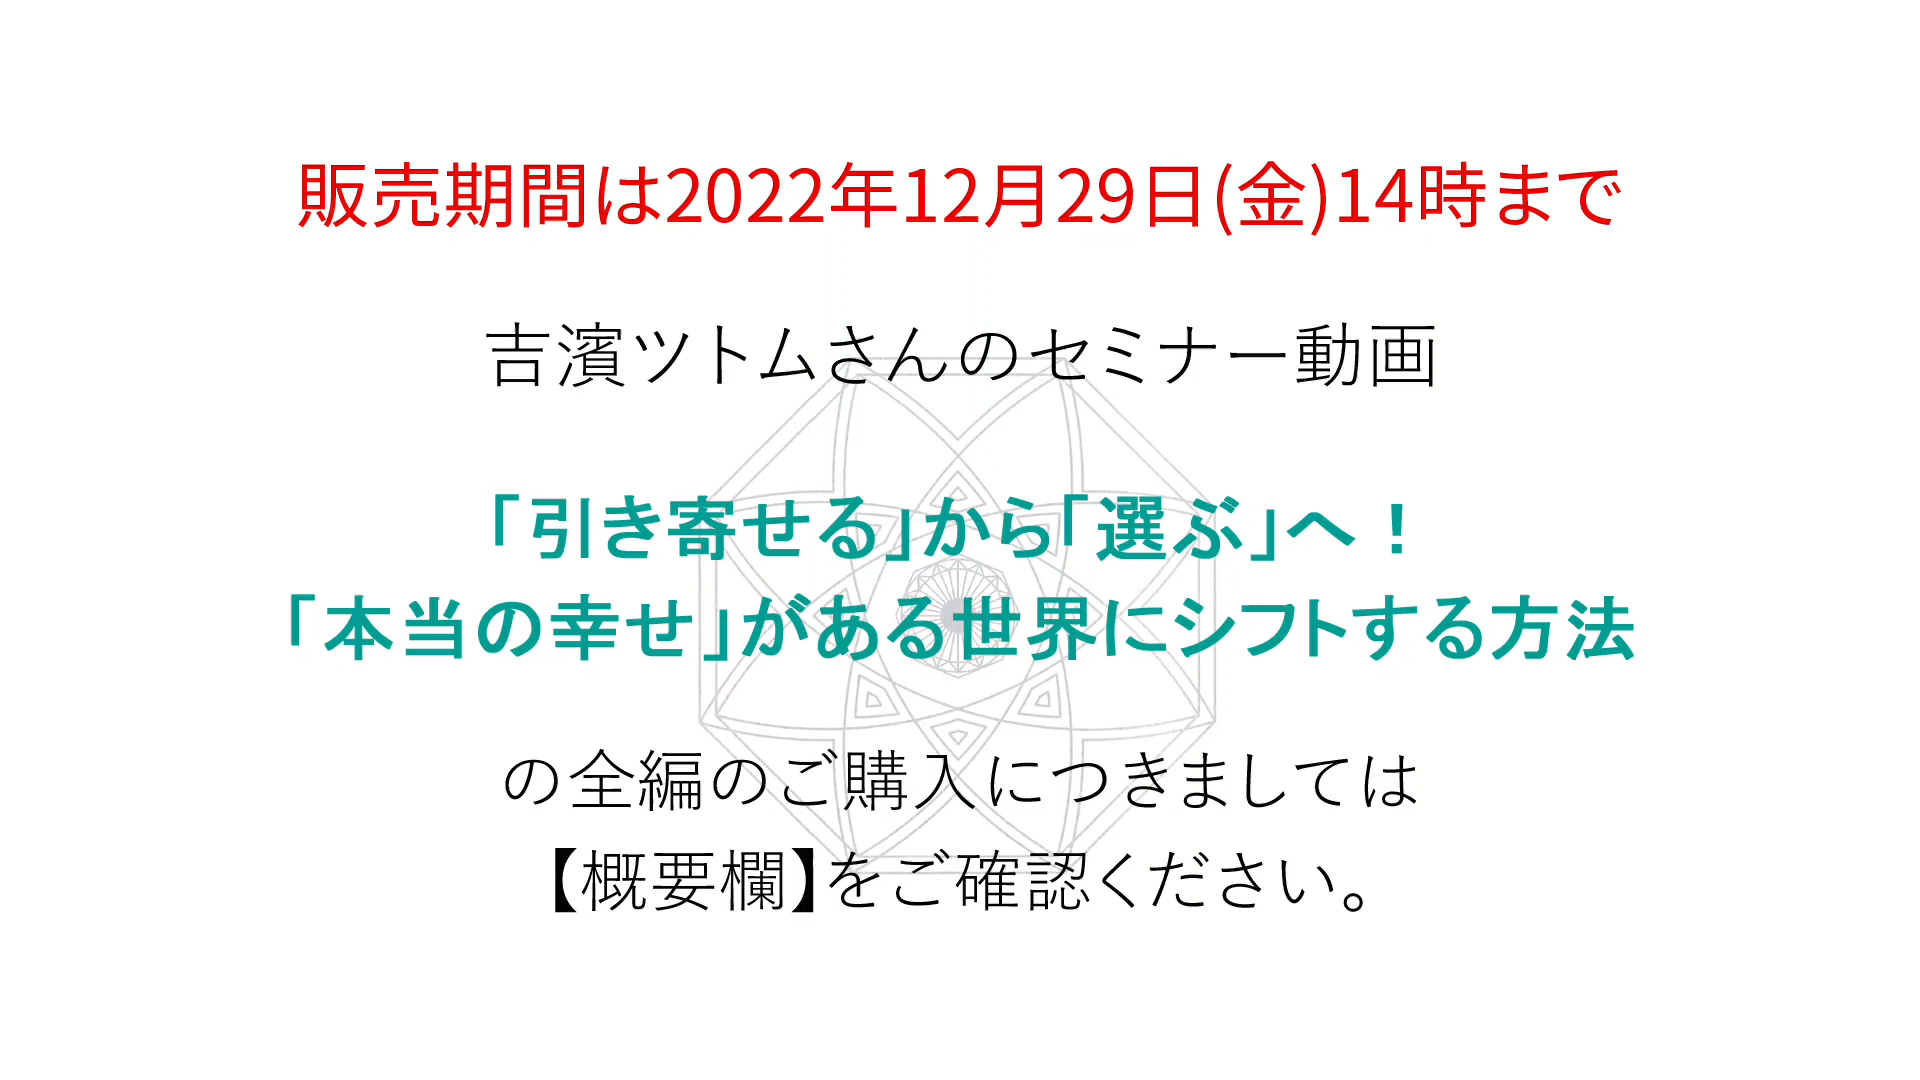 販売期間は2022年12月29日(金)14時まで
吉濱ツトムさんのセミナー動画
「引き寄せる」から「選ぶ」へ！
「本当の幸せ」がある世界にシフトする方法
の全編のご購入につきましては
【概要欄】をご確認ください。